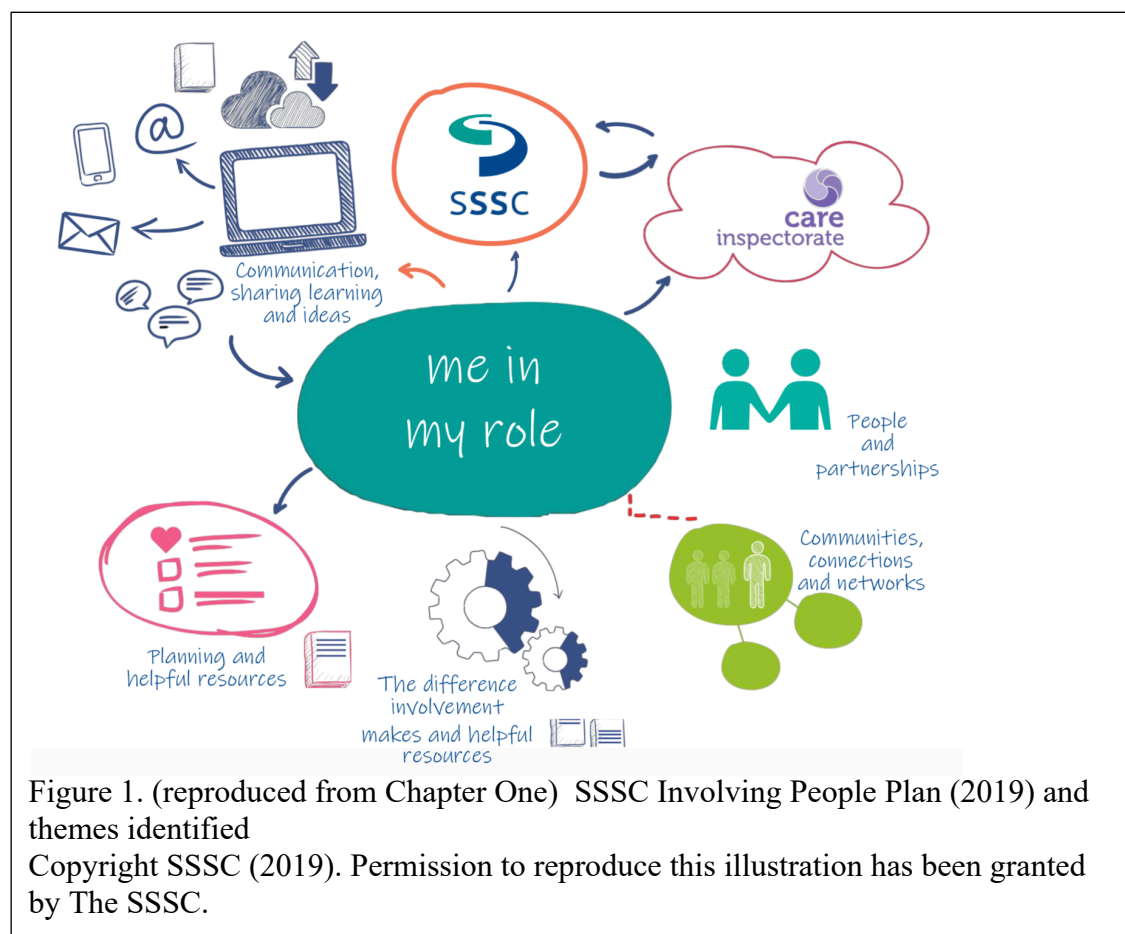 @
SSSC
care
inspectorate
Communication,
sharing learning
and ideas
me in
my role
People
and
partnerships
Communities,
connections
and networks
Planning and
helpful resources
The difference
involvement
makes and helpful
resources
Figure 1. (reproduced from Chapter One)  SSSC Involving People Plan (2019) and
themes identified
Copyright SSSC (2019). Permission to reproduce this illustration has been granted
by The SSSC.